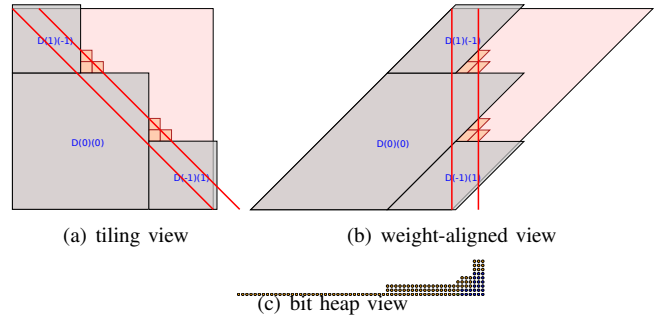 D(1)(-1)
D(0)(0)
D(-1)(1)
D(1)(-1)
D(0)(0)
D(-1)(1)
(a) tiling view
(b) weight-aligned view
(c) bit heap view